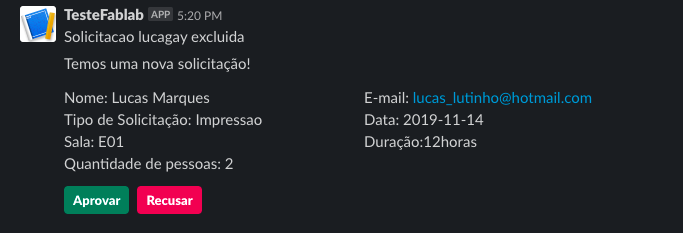 TesteFablab APP 5:20 PM
Solicitacao lucagay excluida
Temos uma nova solicitação!
Nome: Lucas Marques E-mail: lucas_lutinho@hotmail.com
Tipo de Solicitação: Impressao Data: 2019-11-14
Sala: E01 Duração:12horas
Quantidade de pessoas: 2
Aprovar Recusar